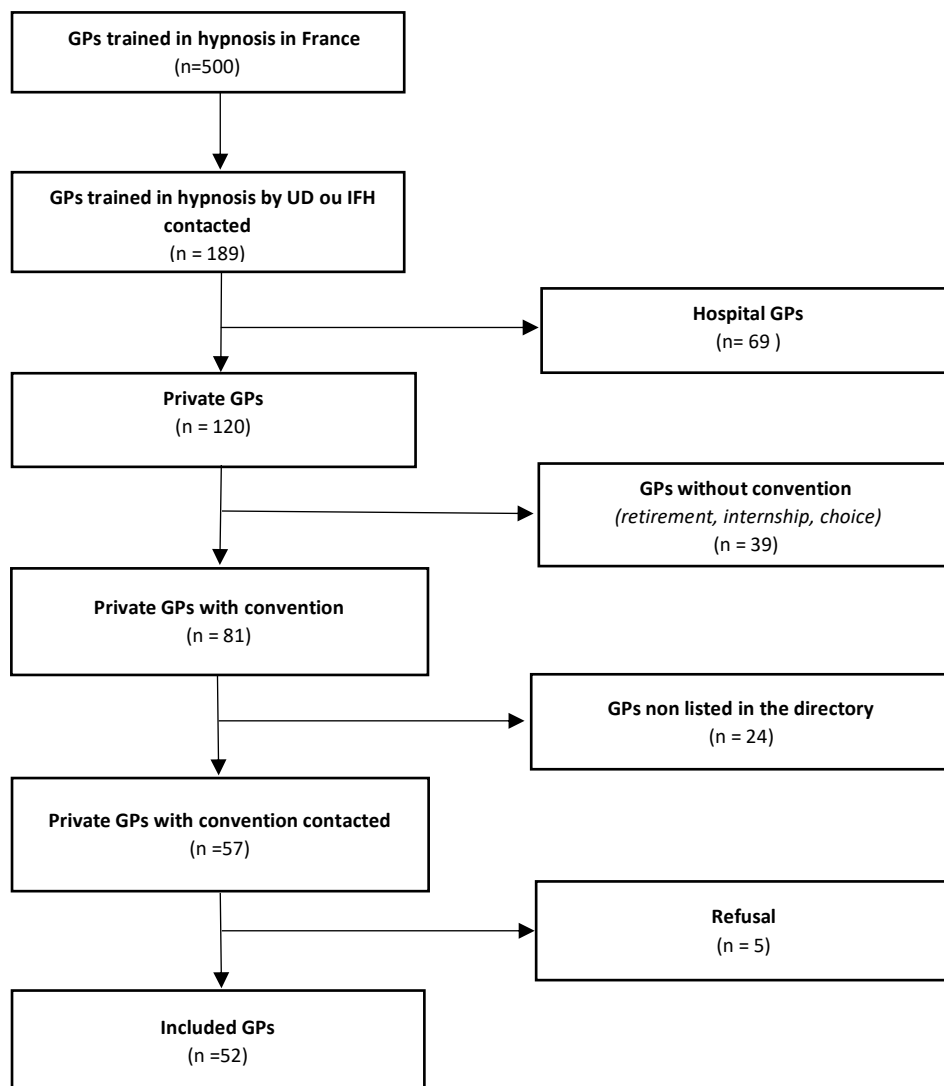 GPs trained in hypnosis in France
(n=500)
GPs trained in hypnosis by UD ou IFH
contacted
(n = 189)
Hospital GPs
(n= 69 )
Private GPs
(n = 120)
GPs without convention
(retirement, internship, choice)
(n = 39)
Private GPs with convention
(n = 81)
GPs non listed in the directory
(n = 24)
Private GPs with convention contacted
(n =57)
Refusal
(n = 5)
Included GPs
(n =52)